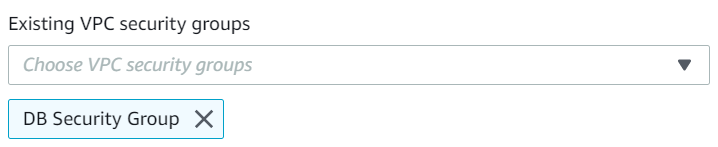 Existing VPC security groups
Choose VPC security groups
DB Security Group